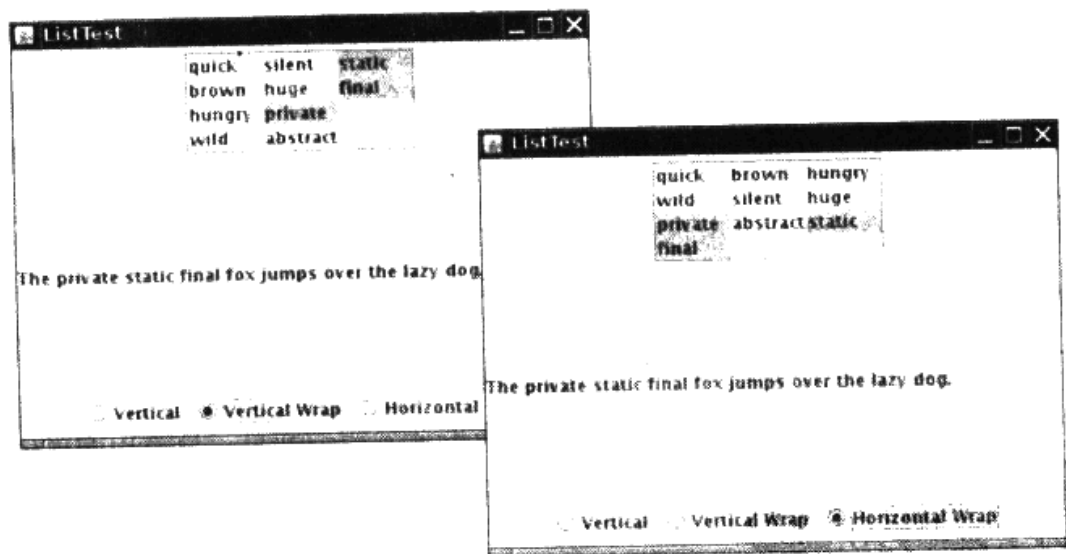 ListTest
quick silent static
brown huge final
hungry private
wild abstract
The private static final fox jumps over the lazy dog.
Vertical Vertical Wrap Horizontal
ListTest
quick brown hungry
wild silent huge
private abstract static
final
The private static final fox jumps over the lazy dog.
Vertical Vertical Wrap Horizontal Wrap